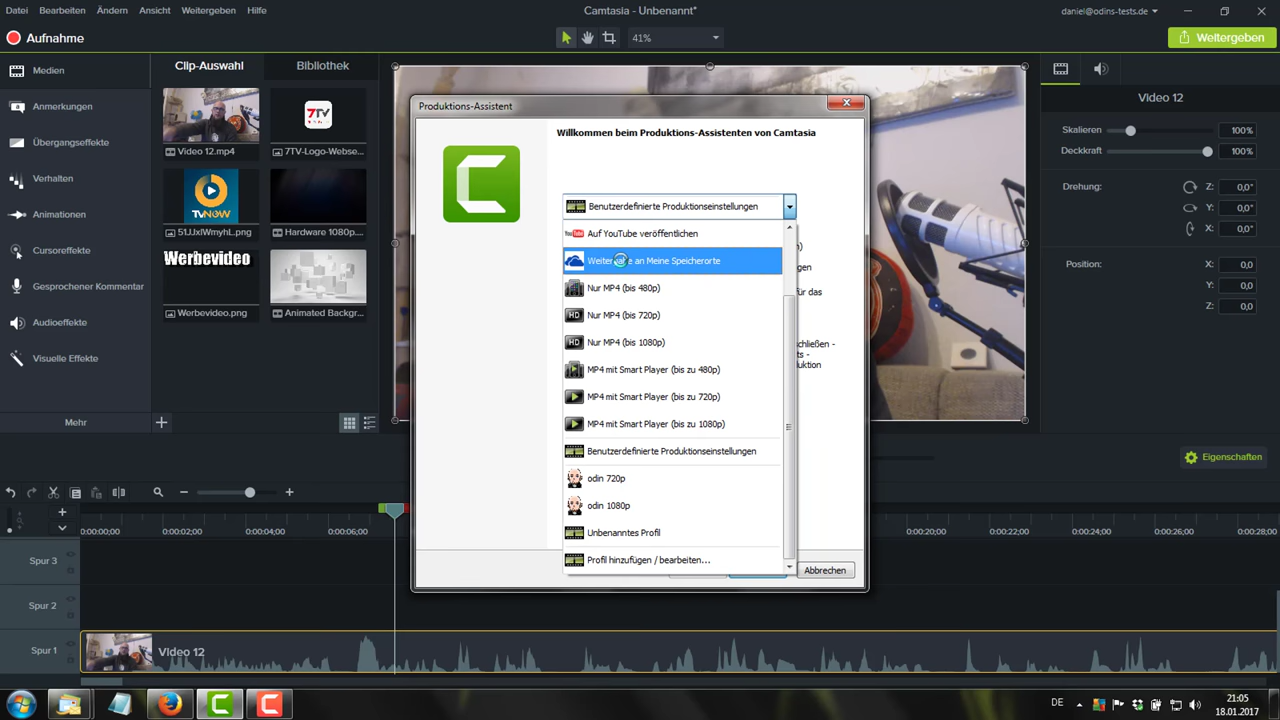 Datei Bearbeiten Ändern Ansicht Weitergeben Hilfe
Camtasia - Unbenannt*
daniel@odins-tests.de
Aufnahme
41%
Weitergeben
Medien
Anmerkungen
Übergangseffekte
Verhalten
Animationen
Cursoreffekte
Gesprochener Kommentar
Audioeffekte
Visuelle Effekte
Mehr
Clip-Auswahl Bibliothek
Video 12.mp4
7TV
7TV-Logo-Webse...
TVNOW
51JJxlWmyhL.png
Hardware 1080p...
Werbevideo
Werbevideo.png
Animated Backgr...
Produktions-Assistent
Willkommen beim Produktions-Assistenten von Camtasia
Benutzerdefinierte Produktionseinstellungen
Auf YouTube veröffentlichen
an Meine Speicherorte
Nur MP4 (bis 480p)
Nur MP4 (bis 720p)
Nur MP4 (bis 1080p)
MP4 mit Smart Player (bis zu 480p)
MP4 mit Smart Player (bis zu 720p)
MP4 mit Smart Player (bis zu 1080p)
Benutzerdefinierte Produktionseinstellungen
odin 720p
odin 1080p
Unbenanntes Profil
Profil hinzufügen / bearbeiten...
für das
Abbrechen
Video 12
Skalieren 100%
Deckkraft 100%
Drehung: Z: 0,0°
Y: 0,0°
X: 0,0°
Position: X: 0,0
Y: 0,0
Z: 0,0
Eigenschaften
0:00:00;00 0:00:02;00 0:00:04;00 0:00:06;00 0:00:20;00 0:00:22;00 0:00:24;00 0:00:26;00
Spur 3
Spur 2
Spur 1
Video 12
DE
21:05
18.01.2017